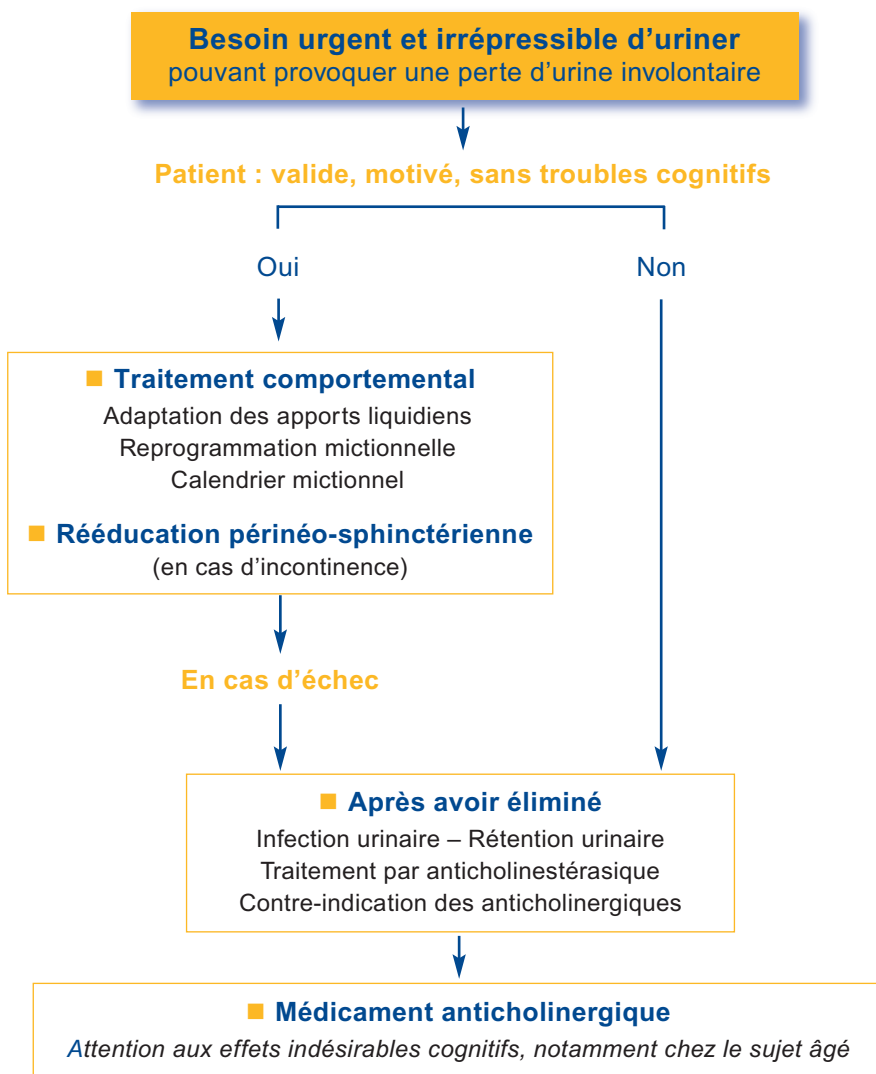 Besoin urgent et irrépressible d’uriner
pouvant provoquer une perte d’urine involontaire
Patient : valide, motivé, sans troubles cognitifs
Oui
Non
■ Traitement comportemental
Adaptation des apports liquidiens
Reprogrammation mictionnelle
Calendrier mictionnel
■ Rééducation périnéo-sphinctérienne
(en cas d’incontinence)
En cas d’échec
■ Après avoir éliminé
Infection urinaire – Rétention urinaire
Traitement par anticholinestérasique
Contre-indication des anticholinergiques
■ Médicament anticholinergique
Attention aux effets indésirables cognitifs, notamment chez le sujet âgé